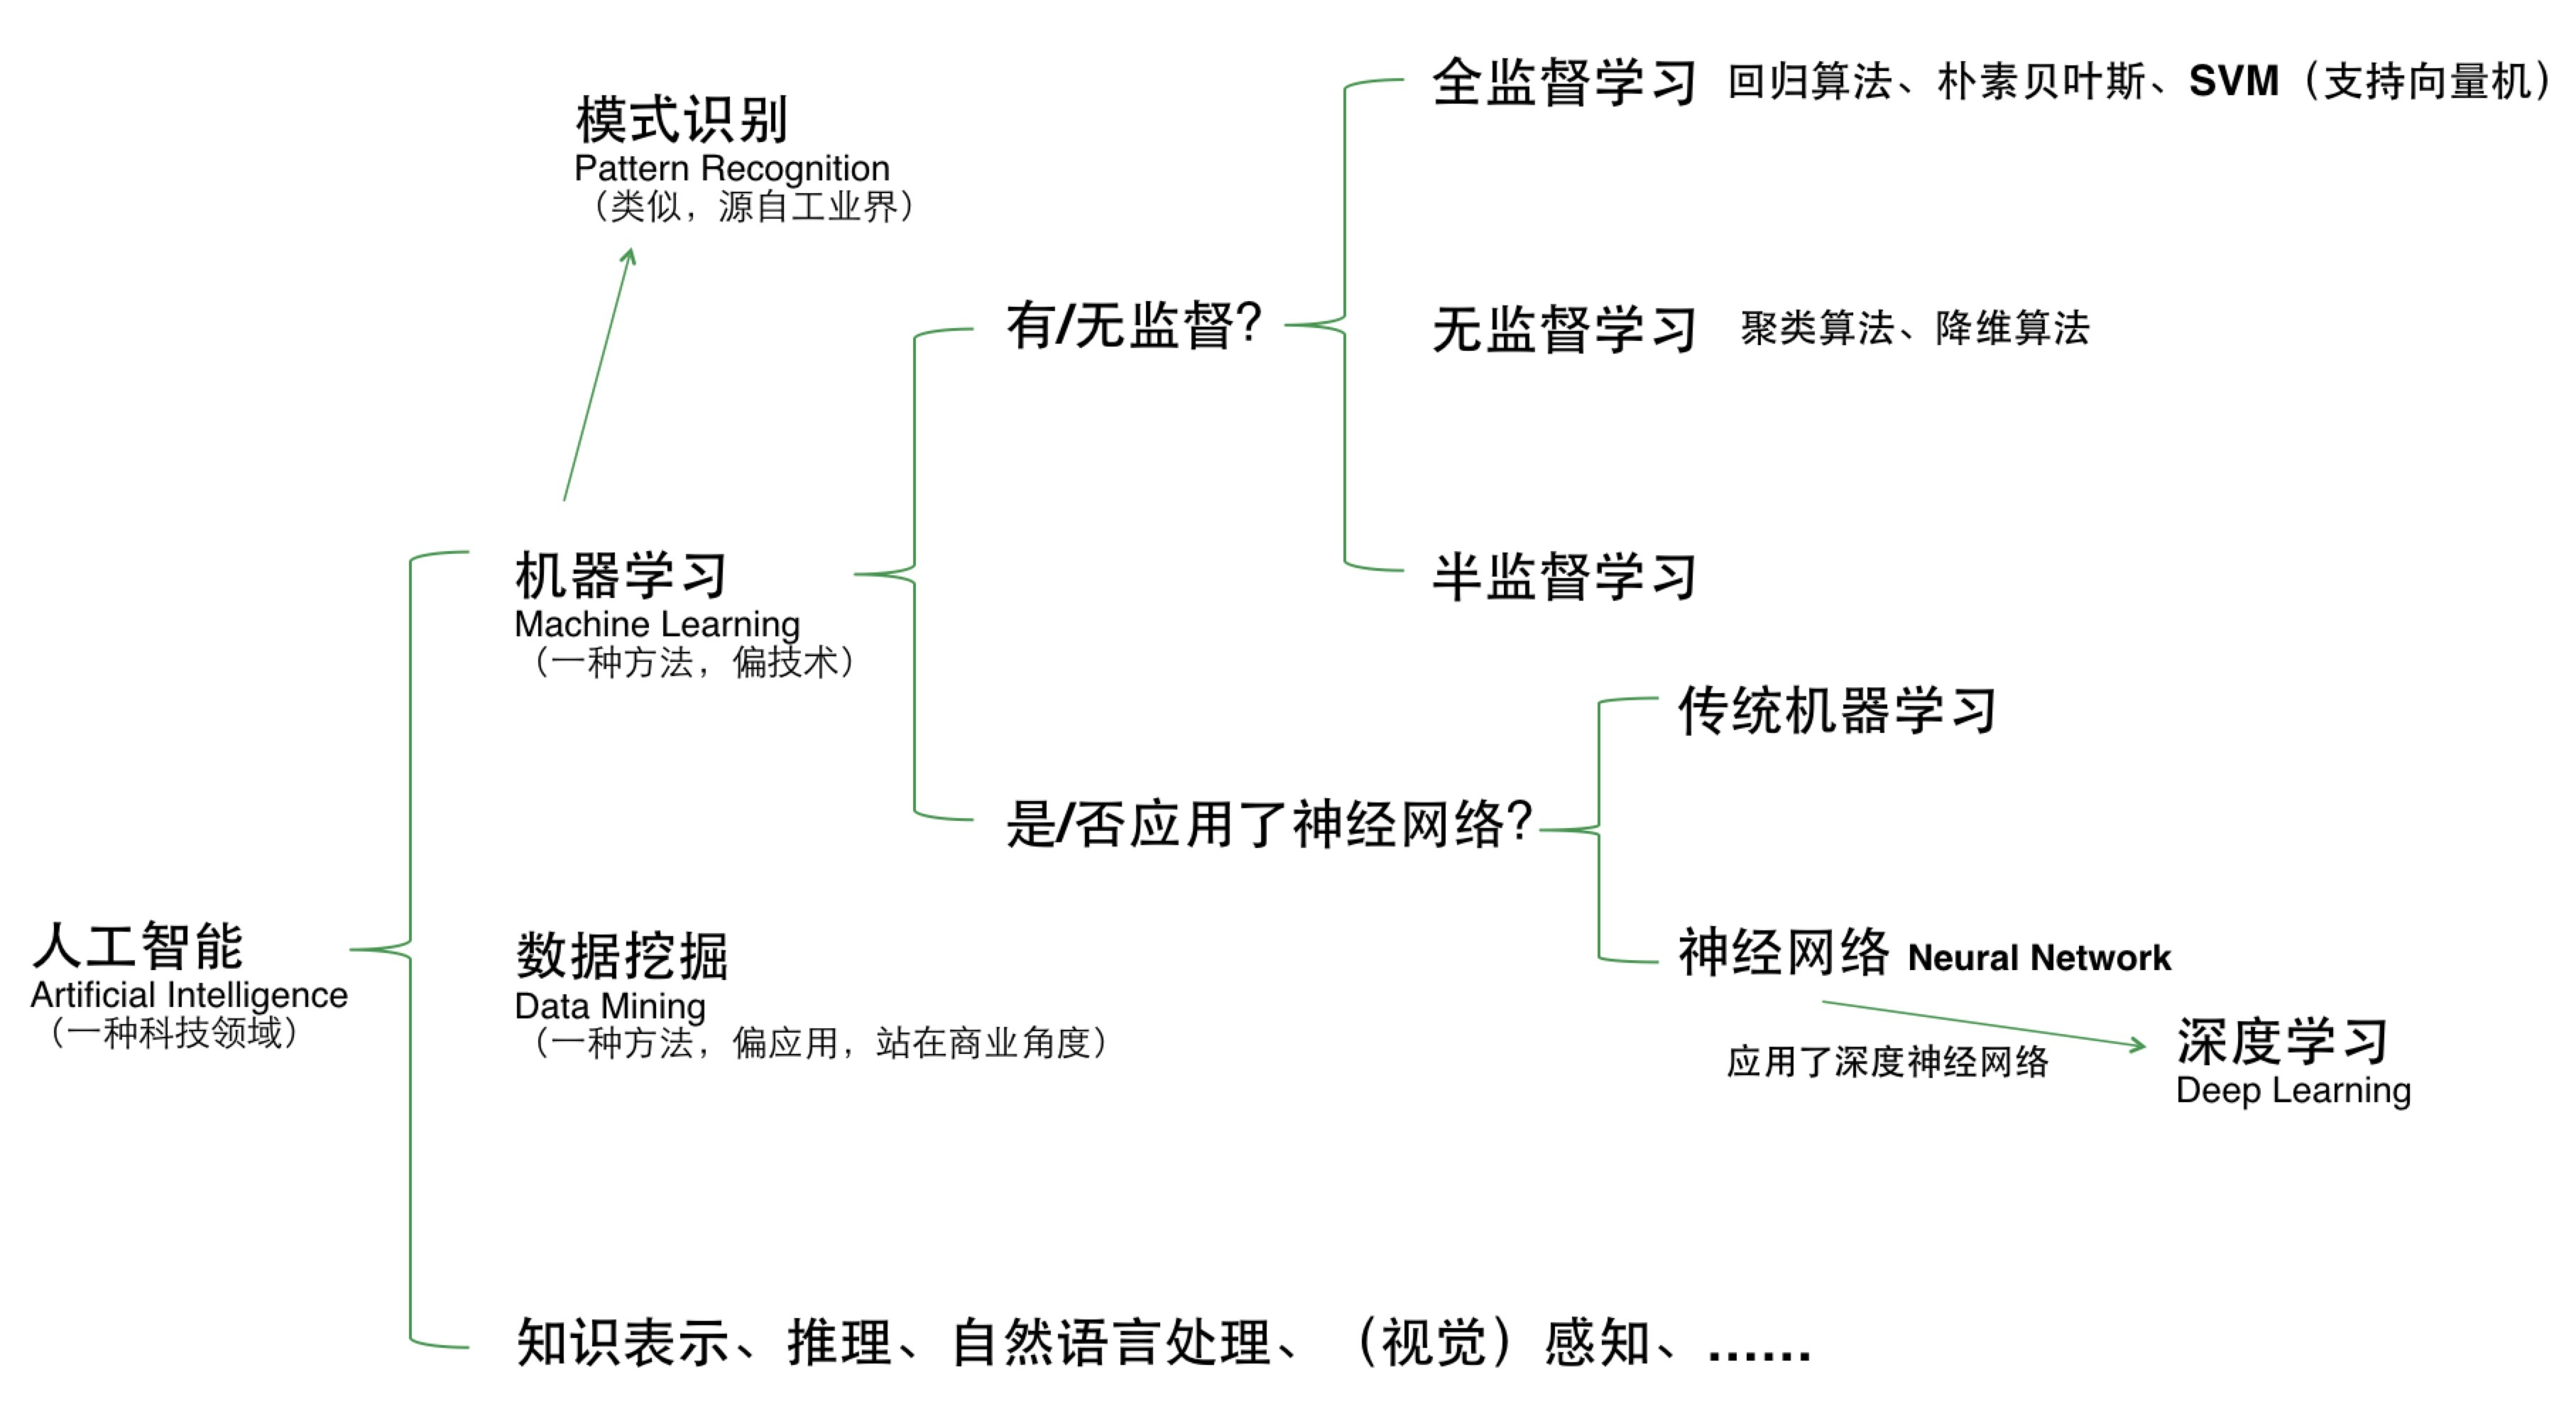 全监督学习 回归算法、朴素贝叶斯、SVM（支持向量机）
模式识别
Pattern Recognition
（类似，源自工业界）
有/无监督？
无监督学习 聚类算法、降维算法
机器学习
Machine Learning
（一种方法，偏技术）
半监督学习
传统机器学习
是/否应用了神经网络？
人工智能
Artificial Intelligence
（一种科技领域）
数据挖掘
Data Mining
（一种方法，偏应用，站在商业角度）
神经网络 Neural Network
应用了深度神经网络
深度学习
Deep Learning
知识表示、推理、自然语言处理、（视觉）感知、……